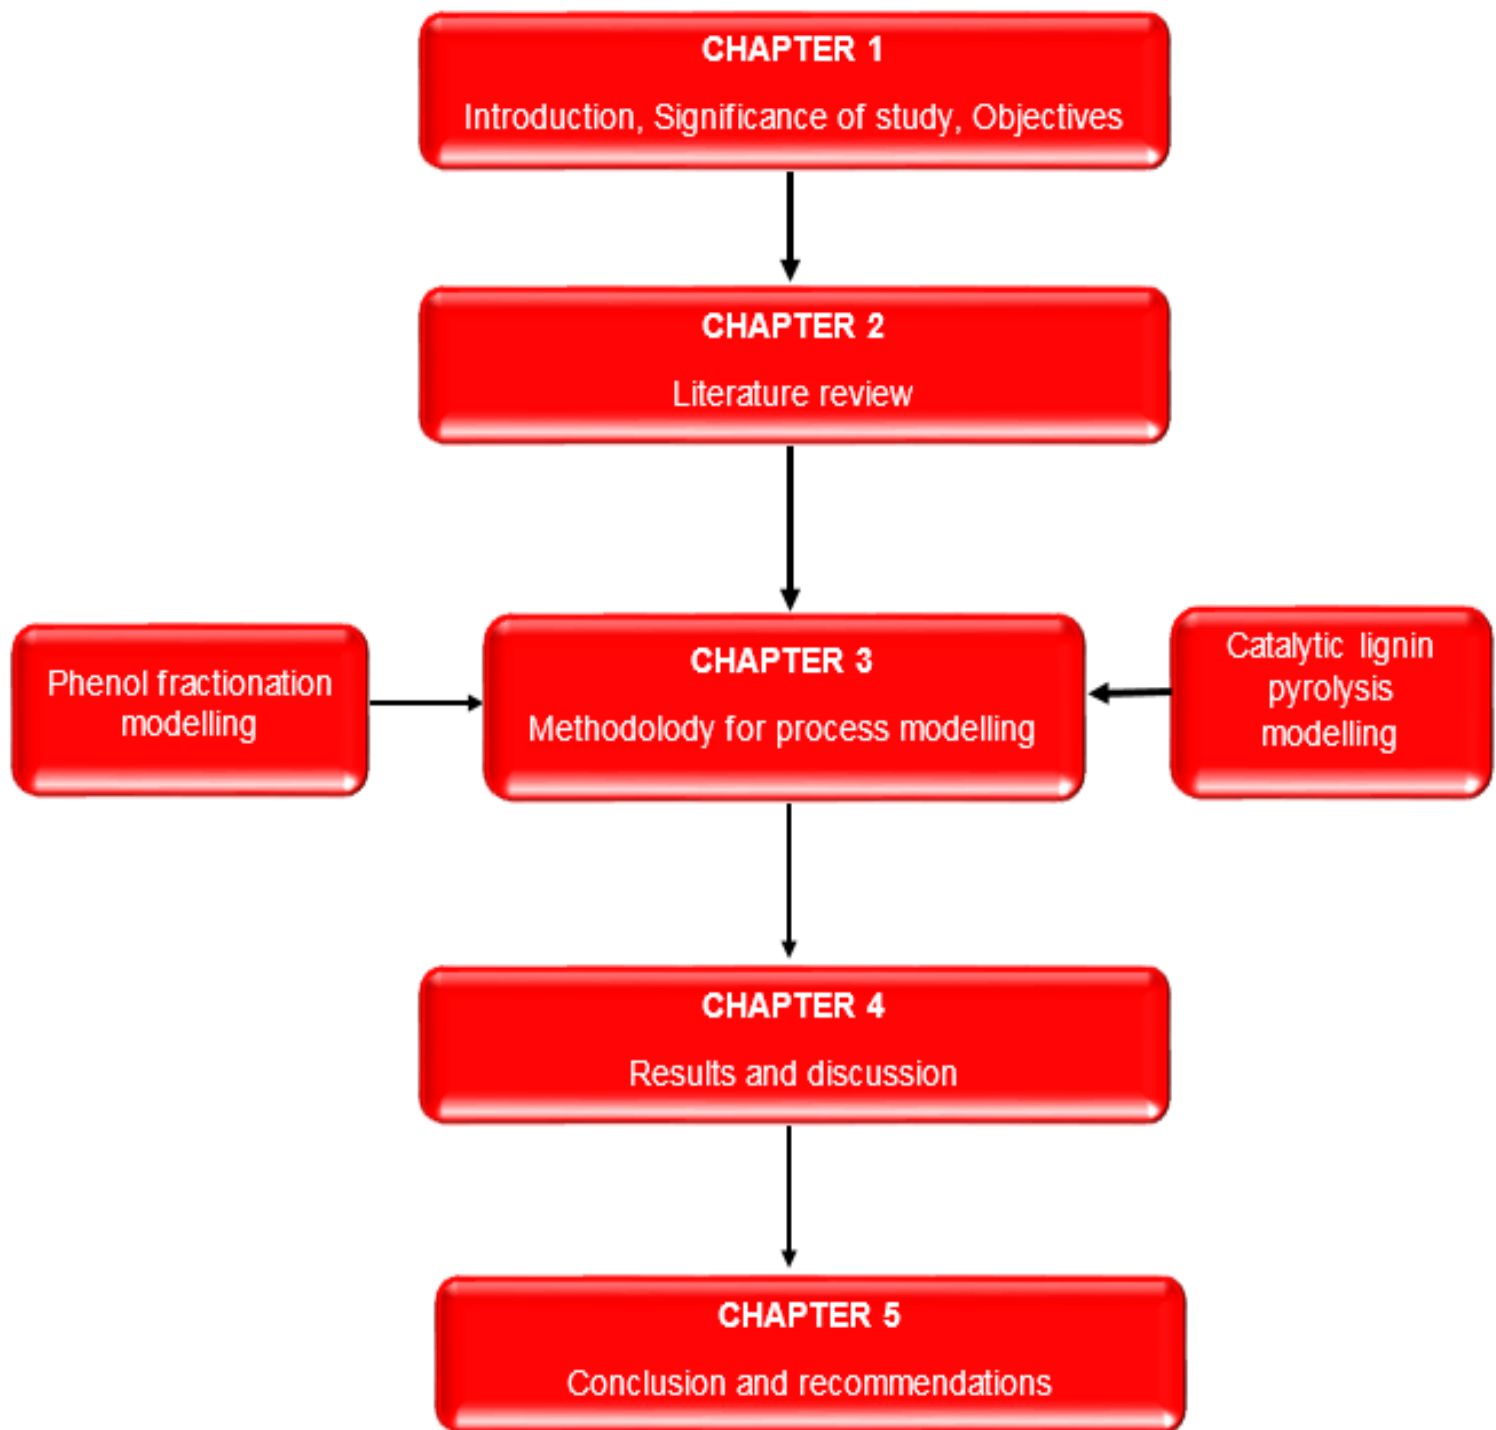 CHAPTER 1
Introduction, Significance of study, Objectives
CHAPTER 2
Literature review
Phenol fractionation
modelling
CHAPTER 3
Methodolody for process modelling
Catalytic lignin
pyrolysis
modelling
CHAPTER 4
Results and discussion
CHAPTER 5
Conclusion and recommendations